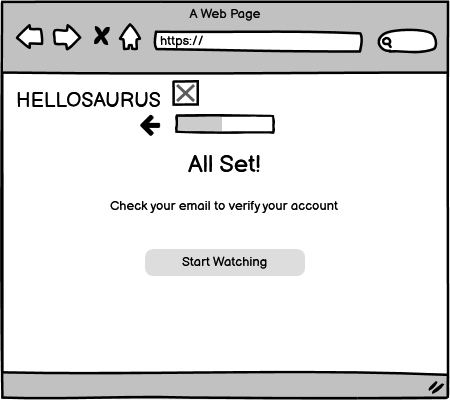 A Web Page
https://
HELLOSAURUS
All Set!
Check your email to verify your account
Start Watching